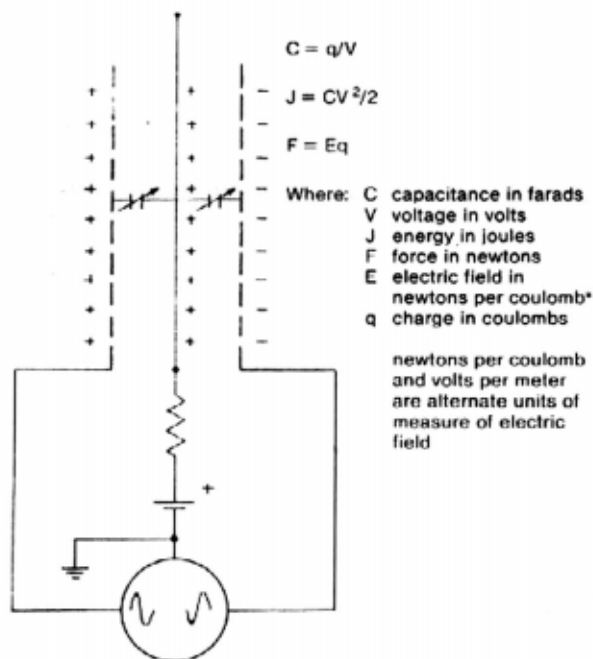 C = q/V
J = CV²/2
F = Eq
Where: C capacitance in farads
V voltage in volts
J energy in joules
F force in newtons
E electric field in
newtons per coulomb*
q charge in coulombs
newtons per coulomb
and volts per meter
are alternate units of
measure of electric
field
+ + −
+ + −
+ + −
+ + −
+ + −
+ + −
+ + −
+ + −
+ + −
+